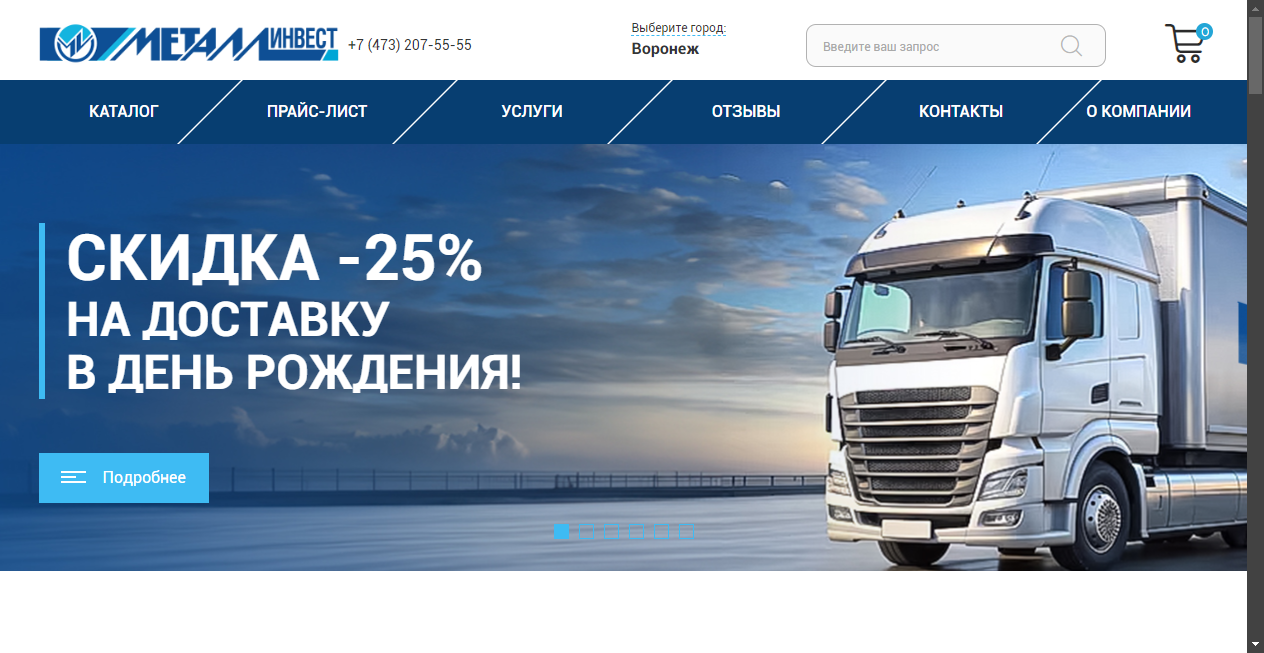 МЕТАЛЛИНВЕСТ
+7 (473) 207-55-55
Выберите город:
Воронеж
Введите ваш запрос
0
КАТАЛОГ
ПРАЙС-ЛИСТ
УСЛУГИ
ОТЗЫВЫ
КОНТАКТЫ
О КОМПАНИИ
СКИДКА -25%
НА ДОСТАВКУ
В ДЕНЬ РОЖДЕНИЯ!
Подробнее